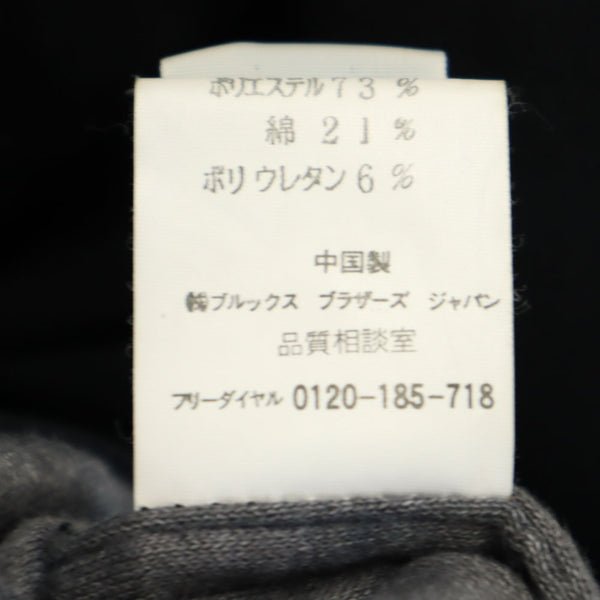 ポリエステル73%
綿 21%
ポリウレタン6%
中国製
㈱ブルックス ブラザーズ ジャパン
品質相談室
フリーダイヤル 0120-185-718